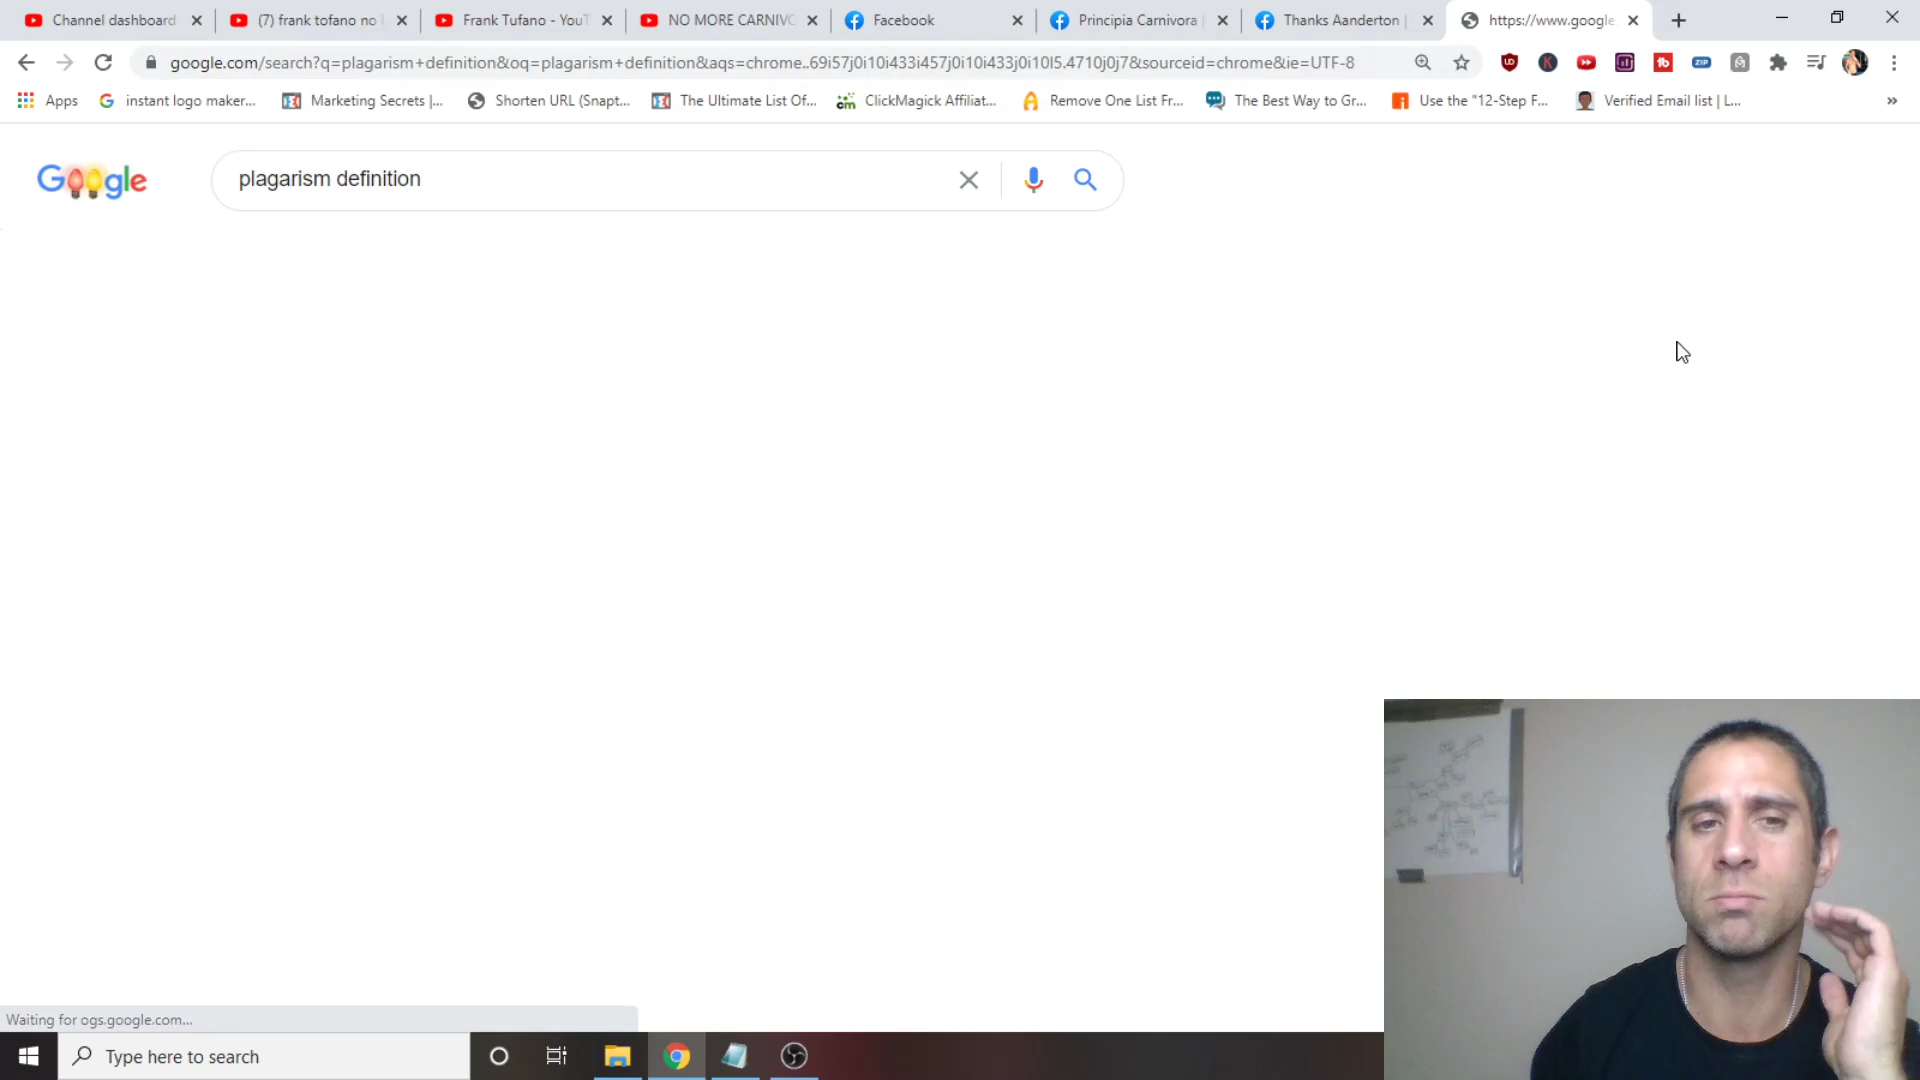 Channel dashboard
(7) frank tofano no
Frank Tufano - YouT
NO MORE CARNIVO
Facebook
Principia Carnivora |
Thanks Aanderton |
https://www.google.
google.com/search?q=plagarism+definition&oq=plagarism+definition&aqs=chrome..69i57j0i10i433i457j0i10i433j0i10l5.4710j0j7&sourceid=chrome&ie=UTF-8
Apps
instant logo maker...
Marketing Secrets |...
Shorten URL (Snapt...
The Ultimate List Of...
ClickMagick Affiliat...
Remove One List Fr...
The Best Way to Gr...
Use the "12-Step F...
Verified Email list | L...
Google
plagarism definition
Waiting for ogs.google.com...
Type here to search